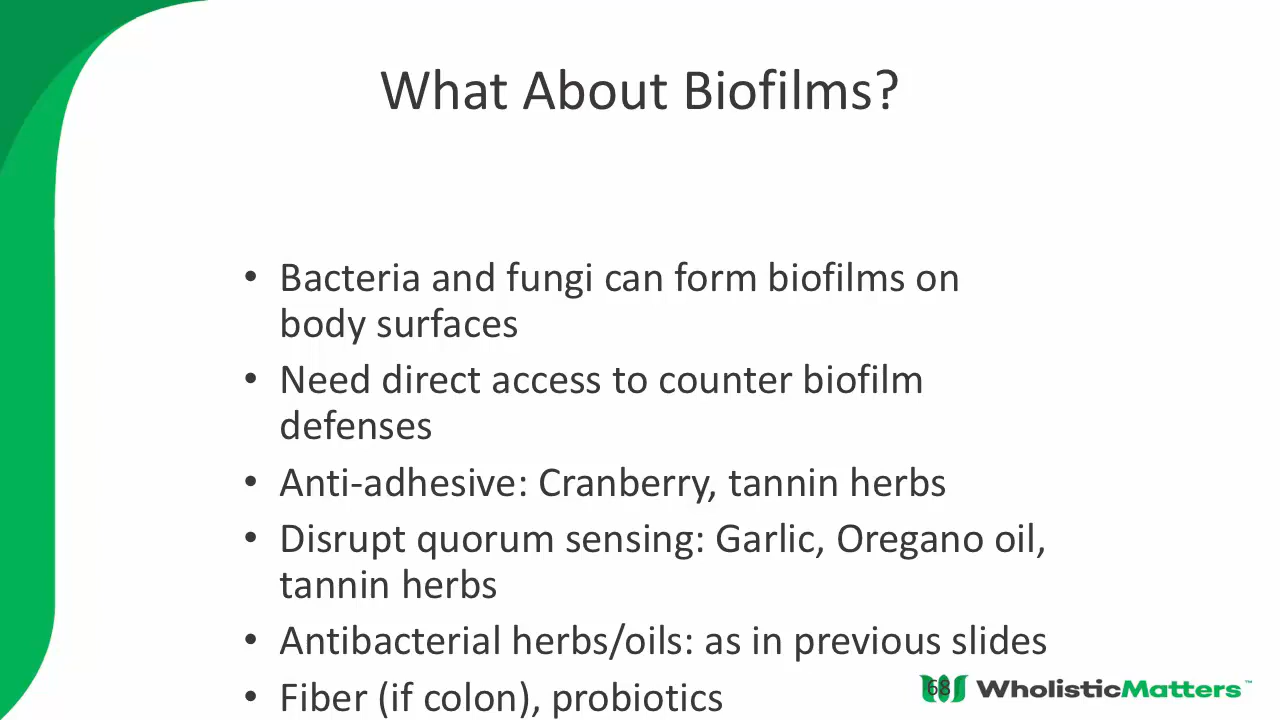 What About Biofilms?
• Bacteria and fungi can form biofilms on
body surfaces
• Need direct access to counter biofilm
defenses
• Anti-adhesive: Cranberry, tannin herbs
• Disrupt quorum sensing: Garlic, Oregano oil,
tannin herbs
• Antibacterial herbs/oils: as in previous slides
• Fiber (if colon), probiotics
68 WholisticMatters™